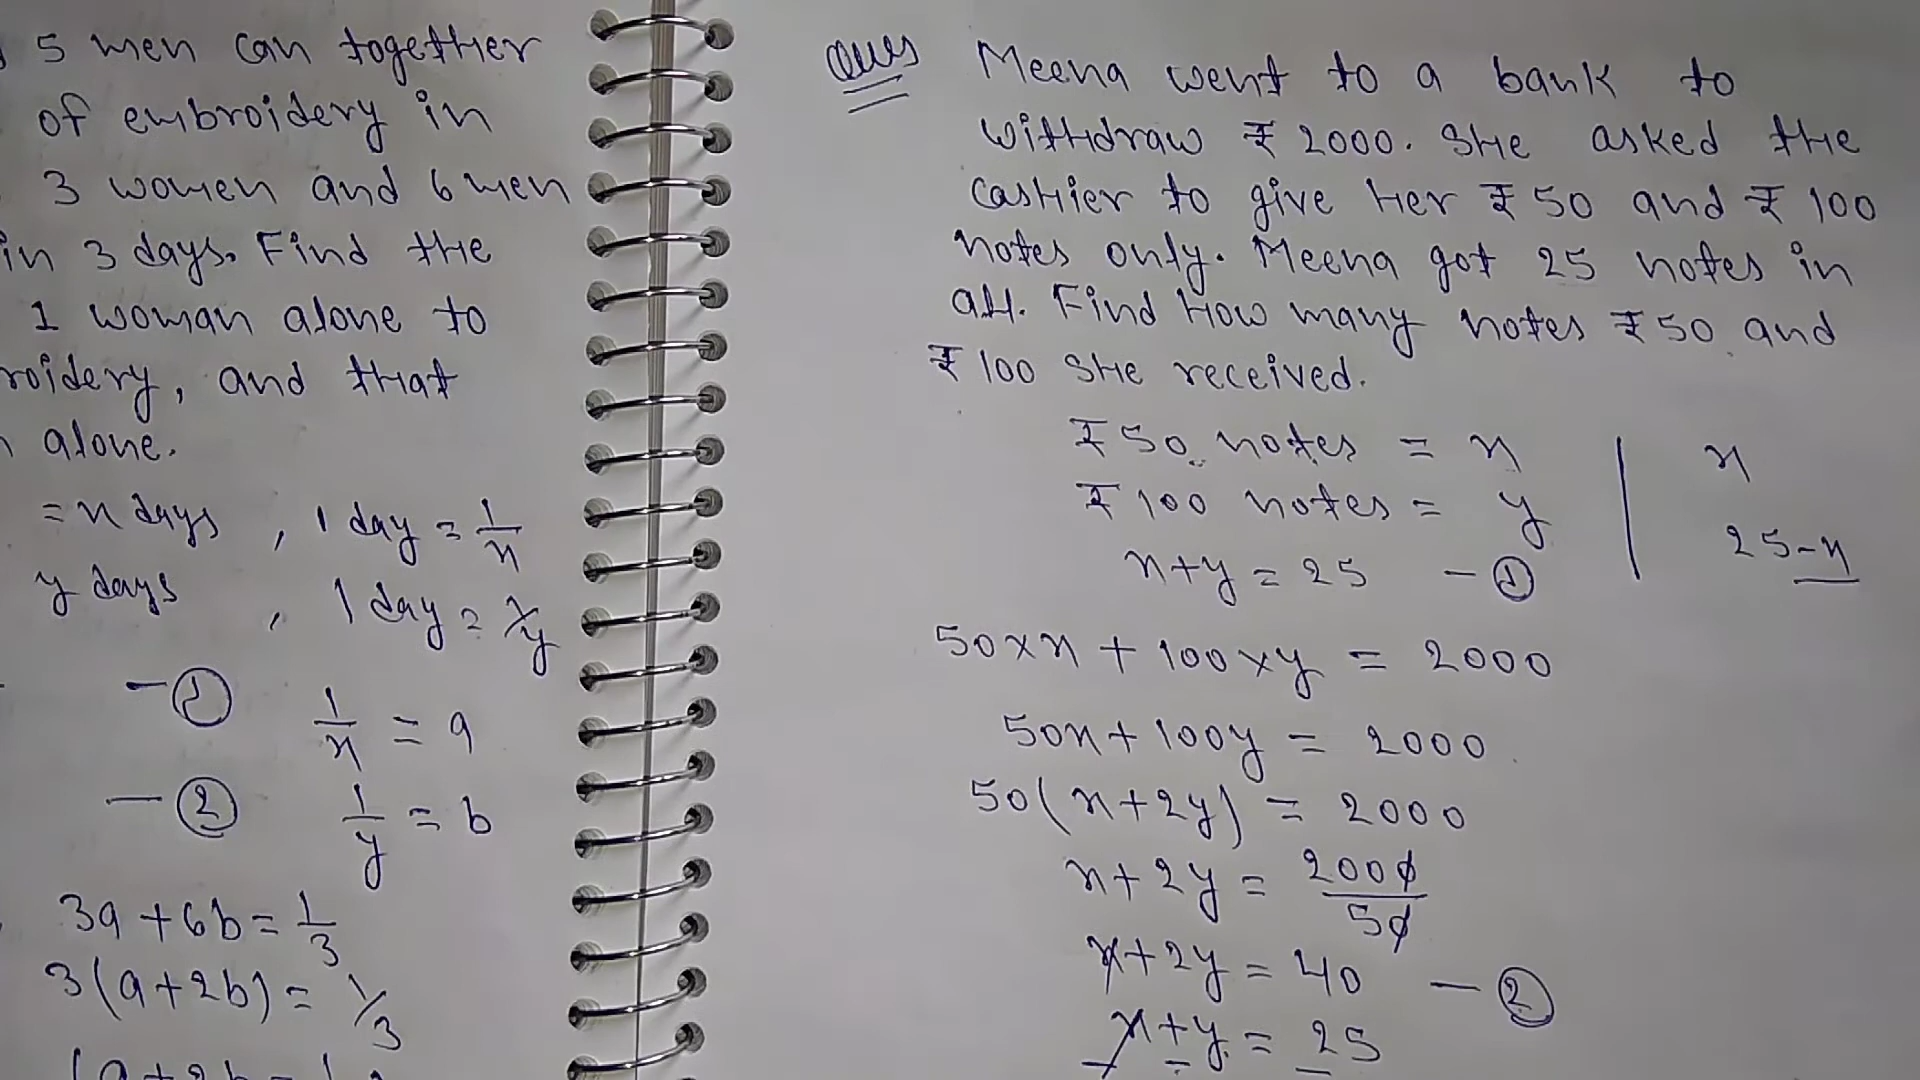 5 men can together
of embroidery in
3 women and 6 men
in 3 days. Find the
1 woman alone to
roidery, and that
alone.
= x days , 1 day = 1/x
y days , 1 day = 1/y
- ① 1/x = a
- ② 1/y = b
3a + 6b = 1/3
3(a + 2b) = 1/3
Ques Meena went to a bank to
withdraw ₹ 2000. She asked the
cashier to give her ₹ 50 and ₹ 100
notes only. Meena got 25 notes in
all. Find How many notes ₹ 50 and
₹ 100 she received.
₹ 50 notes = x | x
₹ 100 notes = y | 25 - x
x + y = 25 - ①
50 × x + 100 × y = 2000
50x + 100y = 2000
50(x + 2y) = 2000
x + 2y = 2000/50
x + 2y = 40 - ②
x + y = 25